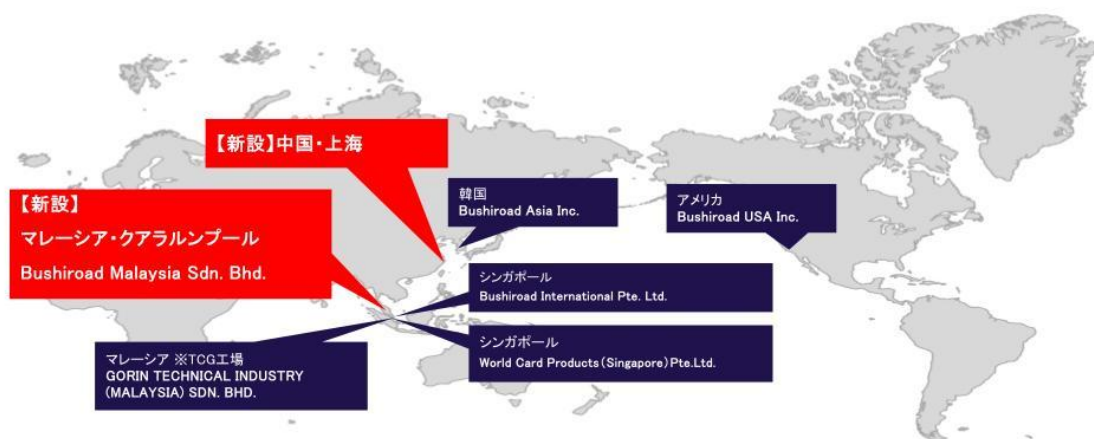 【新設】中国・上海
【新設】
マレーシア・クアラルンプール
Bushiroad Malaysia Sdn. Bhd.
韓国
Bushiroad Asia Inc.
アメリカ
Bushiroad USA Inc.
シンガポール
Bushiroad International Pte. Ltd.
シンガポール
World Card Products(Singapore)Pte.Ltd.
マレーシア ※TCG工場
GORIN TECHNICAL INDUSTRY
(MALAYSIA) SDN. BHD.